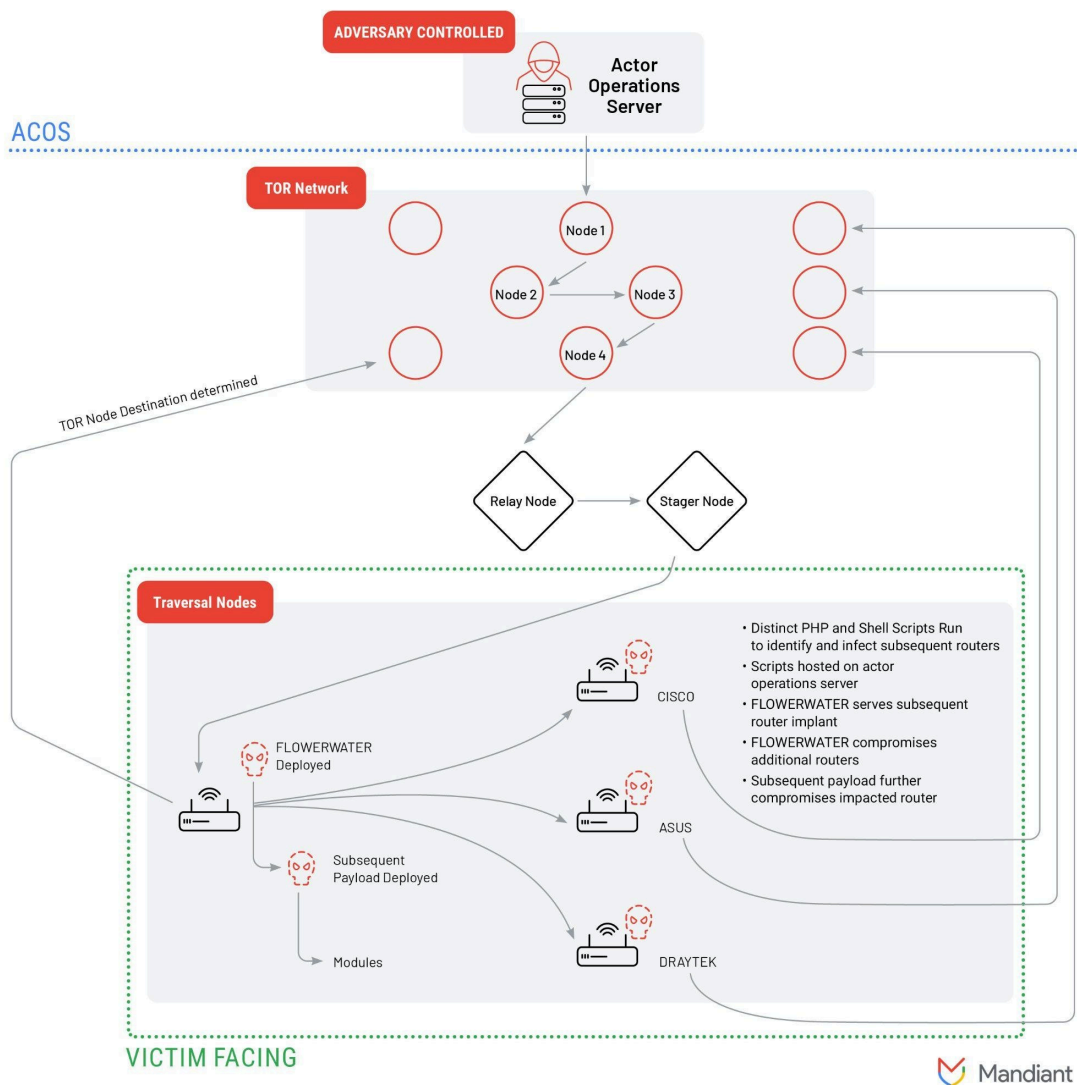 ADVERSARY CONTROLLED
Actor
Operations
Server
ACOS
TOR Network
Node 1
Node 2
Node 3
Node 4
TOR Node Destination determined
Relay Node
Stager Node
Traversal Nodes
• Distinct PHP and Shell Scripts Run
to identify and infect subsequent routers
• Scripts hosted on actor
operations server
• FLOWERWATER serves subsequent
router implant
• FLOWERWATER compromises
additional routers
• Subsequent payload further
compromises impacted router
CISCO
FLOWERWATER
Deployed
ASUS
Subsequent
Payload Deployed
Modules
DRAYTEK
VICTIM FACING
Mandiant